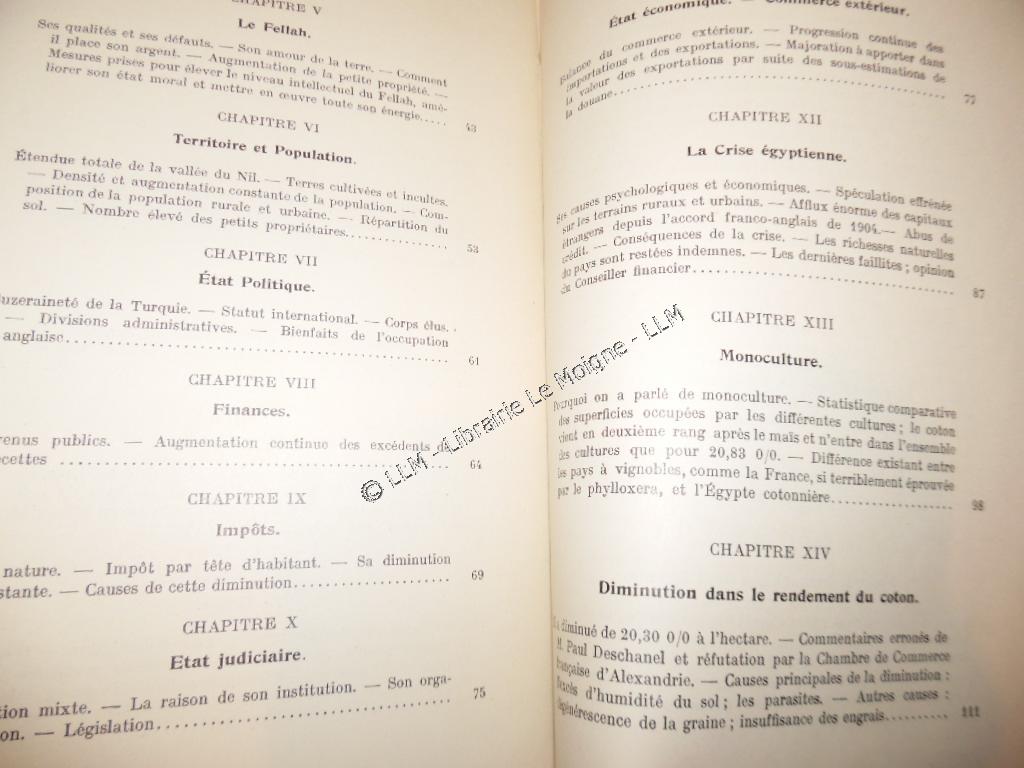 CHAPITRE V
Le Fellah.
Ses qualités et ses défauts. — Son amour de la terre. — Comment
il place son argent. — Augmentation de la petite propriété. —
Mesures prises pour élever le niveau intellectuel du Fellah, amé-
liorer son état moral et mettre en œuvre toute son énergie..... 43
CHAPITRE VI
Territoire et Population.
Étendue totale de la vallée du Nil. — Terres cultivées et incultes.
— Densité et augmentation constante de la population. — Com-
position de la population rurale et urbaine. — Répartition du
sol. — Nombre élevé des petits propriétaires............... 53
CHAPITRE VII
État Politique.
Suzeraineté de la Turquie. — Statut international. — Corps élus.
— Divisions administratives. — Bienfaits de l'occupation
anglaise................................................ 61
CHAPITRE VIII
Finances.
venus publics. — Augmentation continue des excédents de
recettes ................................................ 64
CHAPITRE IX
Impôts.
nature. — Impôt par tête d'habitant. — Sa diminution
stante. — Causes de cette diminution.................... 69
CHAPITRE X
Etat judiciaire.
tion mixte. — La raison de son institution. — Son orga-
on. — Législation........................................ 75
État économique. — Commerce extérieur.
Balance du commerce extérieur. — Progression continue des
importations et des exportations. — Majoration à apporter dans
la valeur des exportations par suite des sous-estimations de
la douane................................................ 77
CHAPITRE XII
La Crise égyptienne.
Ses causes psychologiques et économiques. — Spéculation effrénée
sur les terrains ruraux et urbains. — Afflux énorme des capitaux
étrangers depuis l'accord franco-anglais de 1904. — Abus de
crédit. — Conséquences de la crise. — Les richesses naturelles
du pays sont restées indemnes. — Les dernières faillites ; opinion
du Conseiller financier.................................. 87
CHAPITRE XIII
Monoculture.
Pourquoi on a parlé de monoculture. — Statistique comparative
des superficies occupées par les différentes cultures ; le coton
vient en deuxième rang après le maïs et n'entre dans l'ensemble
des cultures que pour 20,83 0/0. — Différence existant entre
les pays à vignobles, comme la France, si terriblement éprouvée
par le phylloxera, et l'Égypte cotonnière................. 98
CHAPITRE XIV
Diminution dans le rendement du coton.
a diminué de 20,30 0/0 à l'hectare. — Commentaires erronés de
M. Paul Deschanel et réfutation par la Chambre de Commerce
française d'Alexandrie. — Causes principales de la diminution :
l'excès d'humidité du sol ; les parasites. — Autres causes :
dégénérescence de la graine ; insuffisance des engrais.......... 111
© LLM - Librairie Le Moigne - LLM